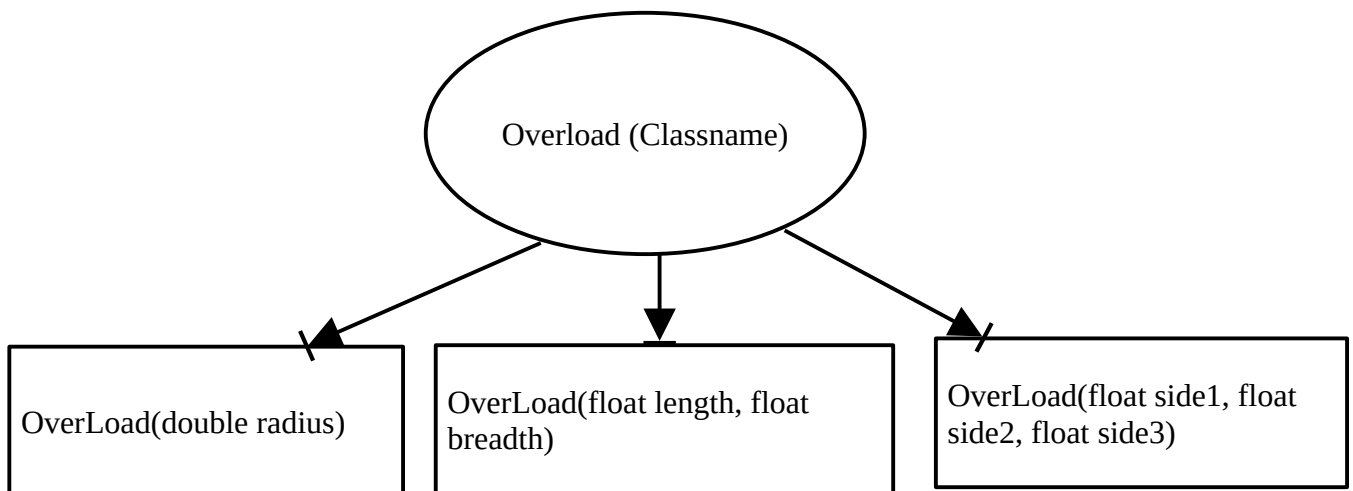 Overload (Classname)
OverLoad(double radius)
OverLoad(float length, float
breadth)
OverLoad(float side1, float
side2, float side3)